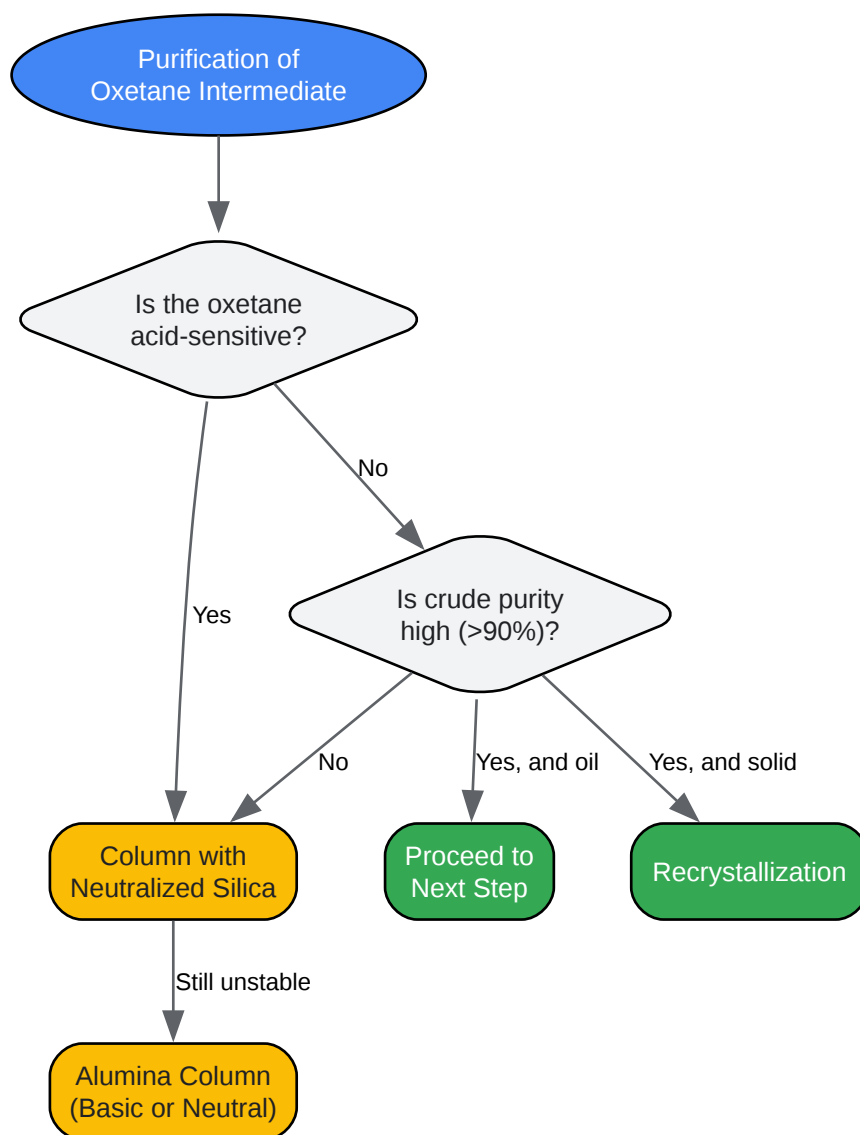 Purification of
Oxetane Intermediate
Is the oxetane
acid-sensitive?
No
Yes
Is crude purity
high (>90%)?
No
Yes, and oil
Yes, and solid
Column with
Neutralized Silica
Proceed to
Next Step
Recrystallization
Still unstable
Alumina Column
(Basic or Neutral)